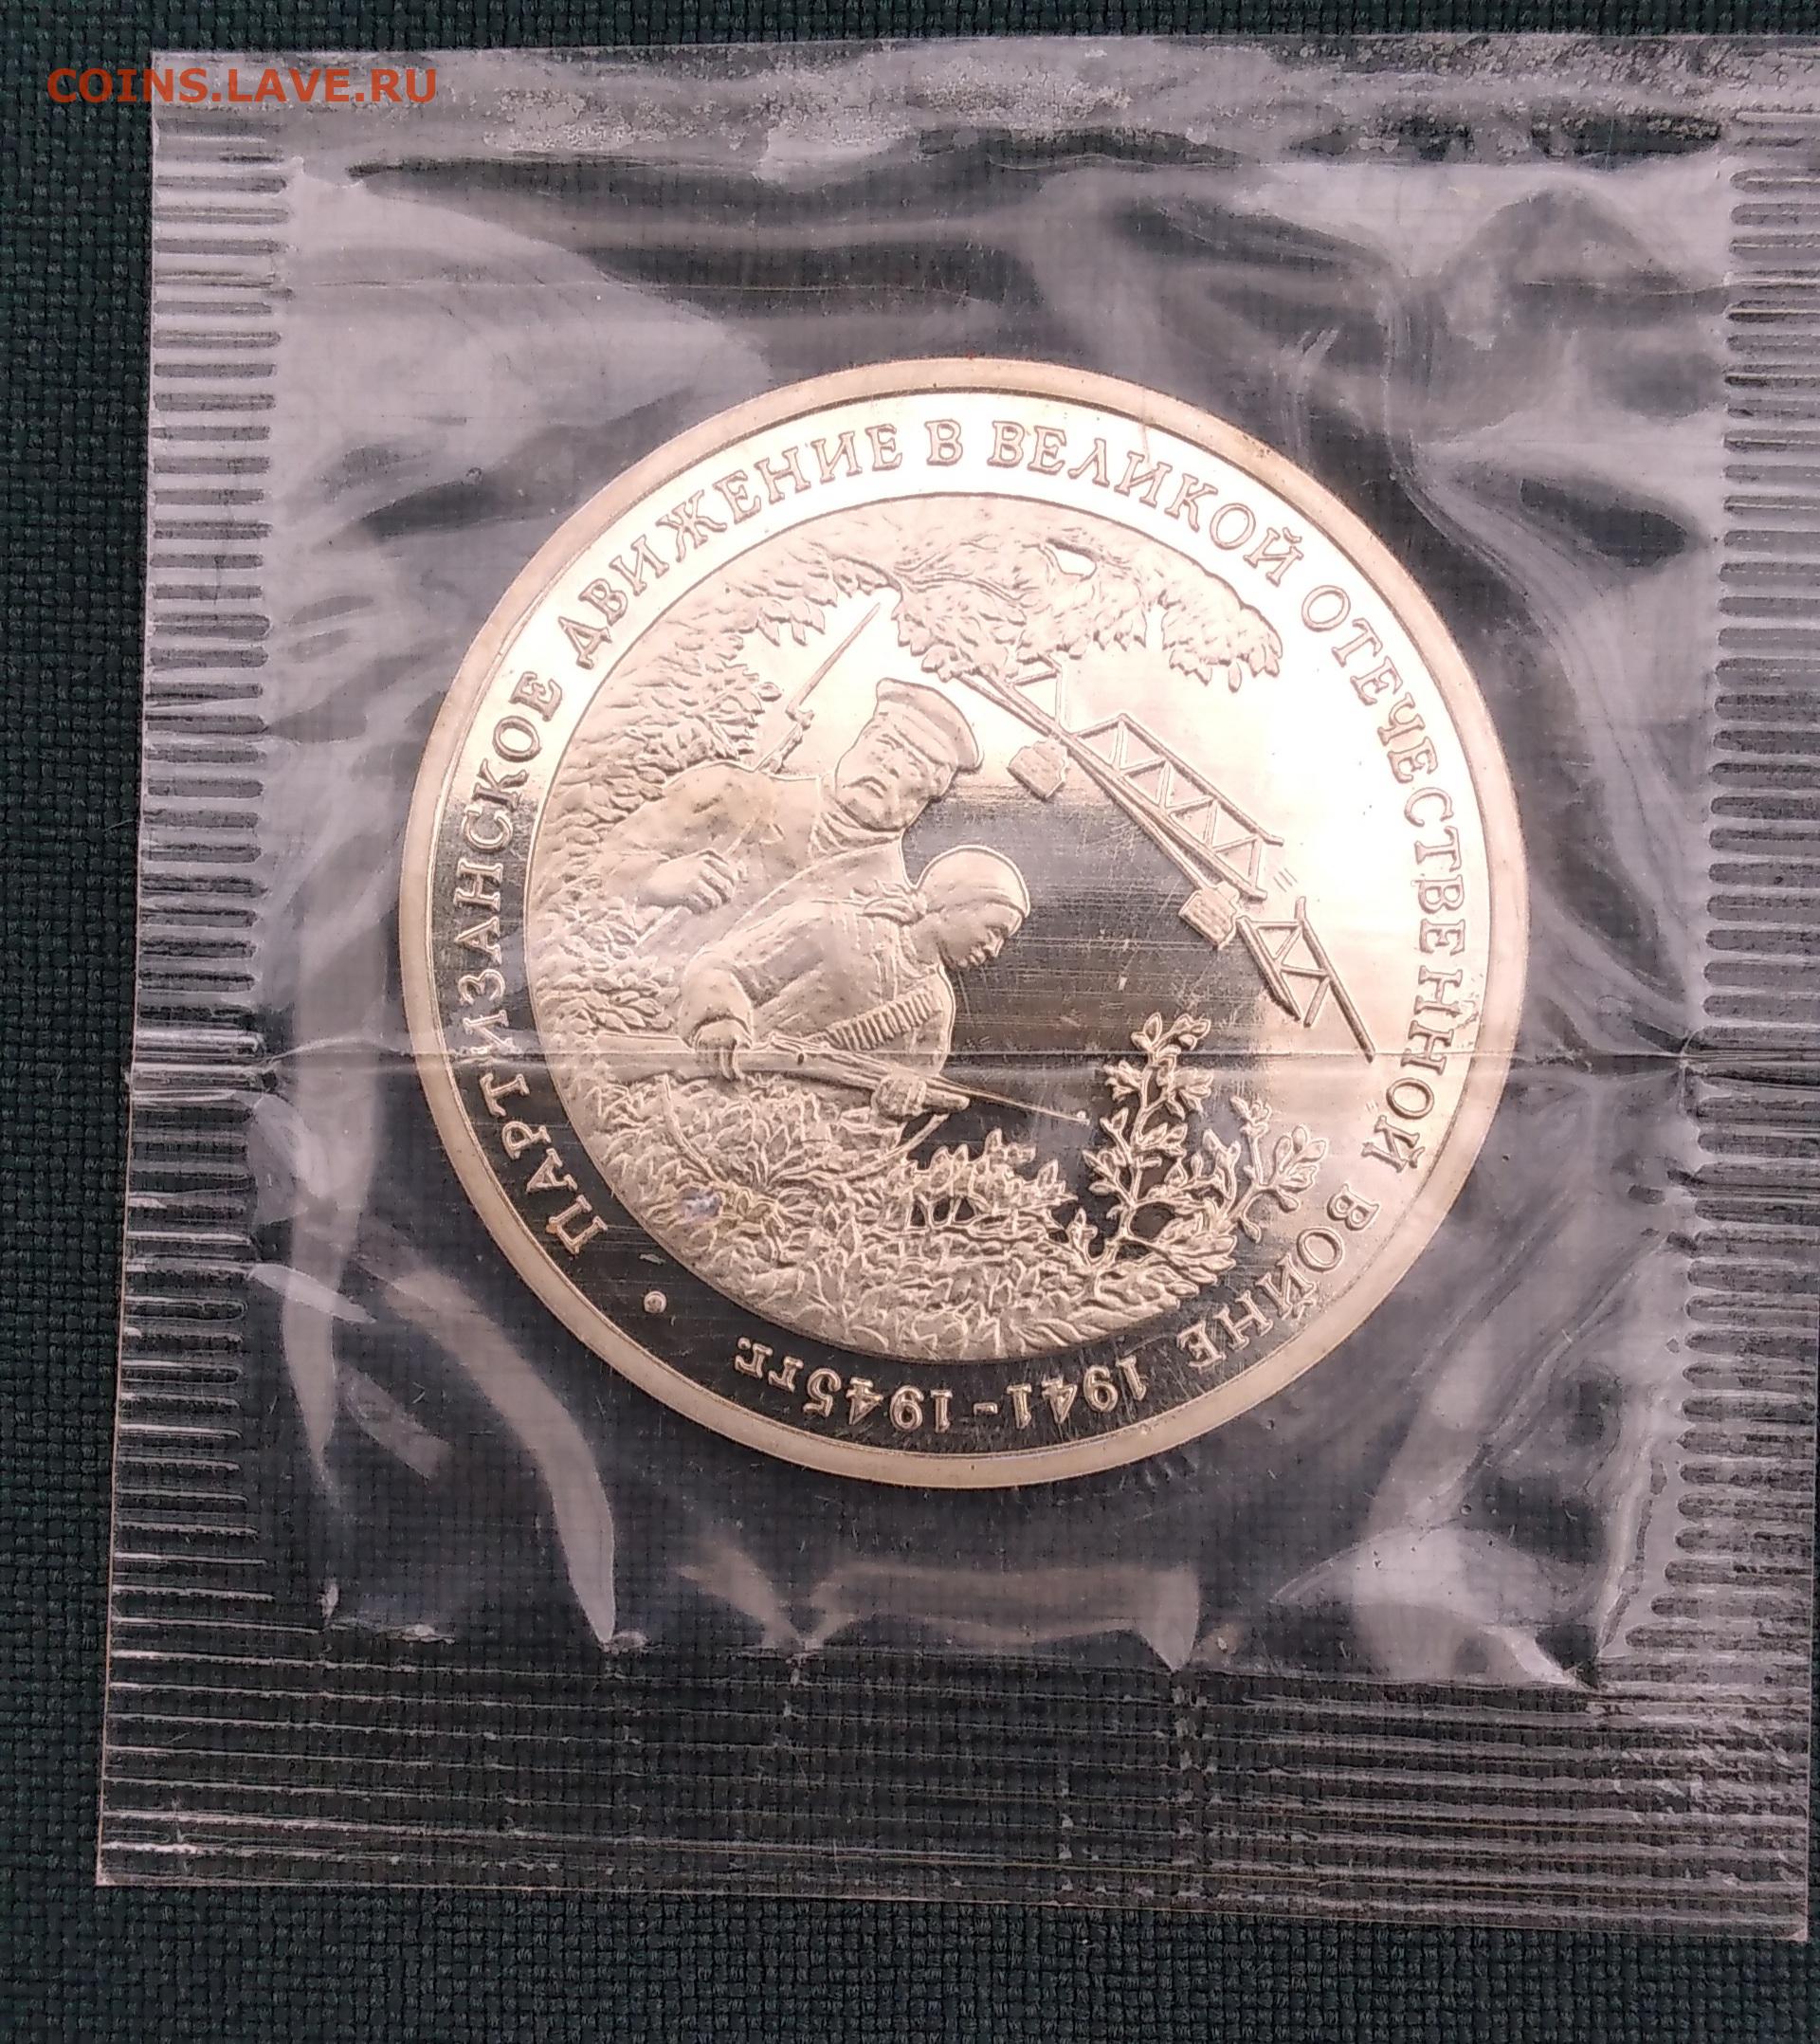 COINS.LAVE.RU
ПАРТИЗАНСКОЕ ДВИЖЕНИЕ В ВЕЛИКОЙ ОТЕЧЕСТВЕННОЙ ВОЙНЕ 1941-1945гг.